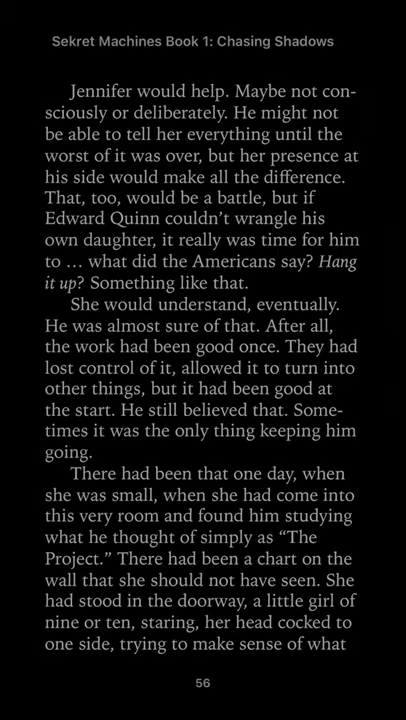 Sekret Machines Book 1: Chasing Shadows
Jennifer would help. Maybe not con-
sciously or deliberately. He might not
be able to tell her everything until the
worst of it was over, but her presence at
his side would make all the difference.
That, too, would be a battle, but if
Edward Quinn couldn’t wrangle his
own daughter, it really was time for him
to … what did the Americans say? Hang
it up? Something like that.
She would understand, eventually.
He was almost sure of that. After all,
the work had been good once. They had
lost control of it, allowed it to turn into
other things, but it had been good at
the start. He still believed that. Some-
times it was the only thing keeping him
going.
There had been that one day, when
she was small, when she had come into
this very room and found him studying
what he thought of simply as “The
Project.” There had been a chart on the
wall that she should not have seen. She
had stood in the doorway, a little girl of
nine or ten, staring, her head cocked to
one side, trying to make sense of what
56